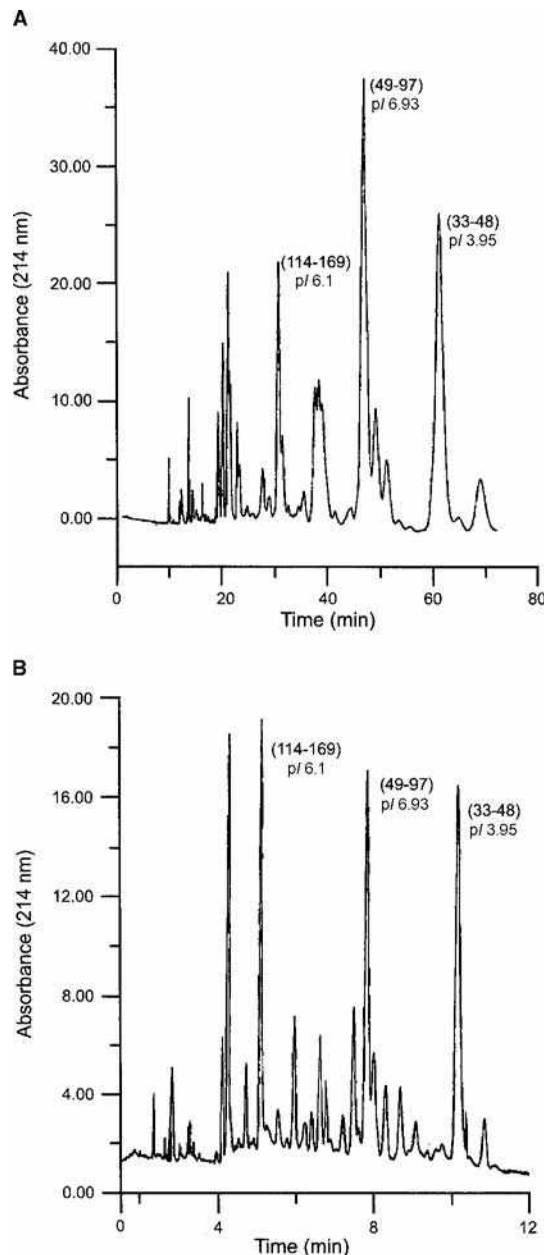 A
40.00
(49-97)
pI 6.93
30.00
(33-48)
pI 3.95
(114-169)
pI 6.1
20.00
10.00
0.00
Absorbance (214 nm)
0 20 40 60 80
Time (min)
B
20.00
(114-169)
pI 6.1
(49-97)
pI 6.93
16.00
(33-48)
pI 3.95
12.00
8.00
4.00
0.00
Absorbance (214 nm)
0 4 8 12
Time (min)